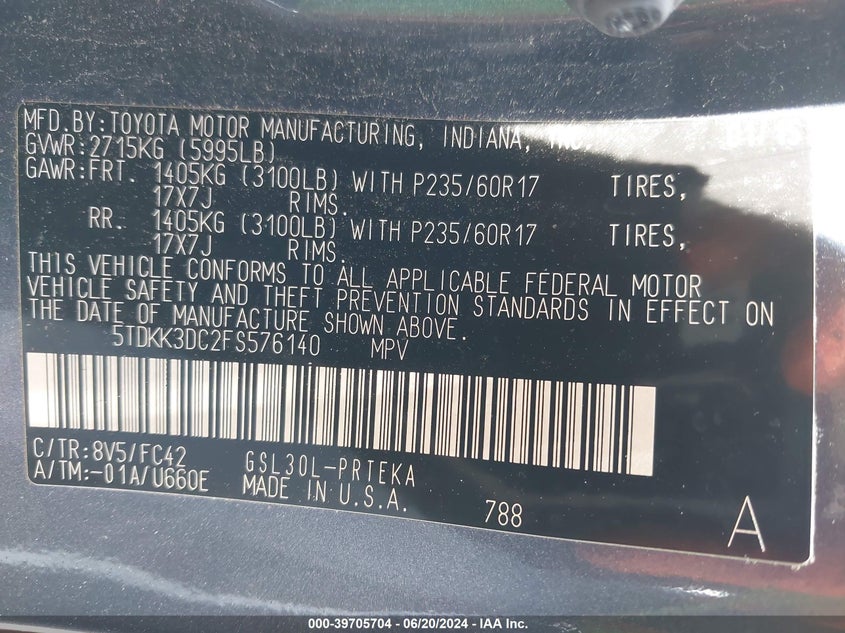 MFD.BY:TOYOTA MOTOR MANUFACTURING, INDIANA,
GVWR:2715KG (5995LB)
GAWR:FRT. 1405KG (3100LB) WITH P235/60R17 TIRES,
17X7J RIMS.
RR. 1405KG (3100LB) WITH P235/60R17 TIRES,
17X7J RIMS.
THIS VEHICLE CONFORMS TO ALL APPLICABLE FEDERAL MOTOR
VEHICLE SAFETY AND THEFT PREVENTION STANDARDS IN EFFECT ON
THE DATE OF MANUFACTURE SHOWN ABOVE.
5TDKK3DC2FS576140 MPV
C/TR:8V5/FC42 GSL30L-PRTEKA
A/TM:-01A/U660E MADE IN U.S.A. 788 A
000-39705704 - 06/20/2024 - IAA Inc.